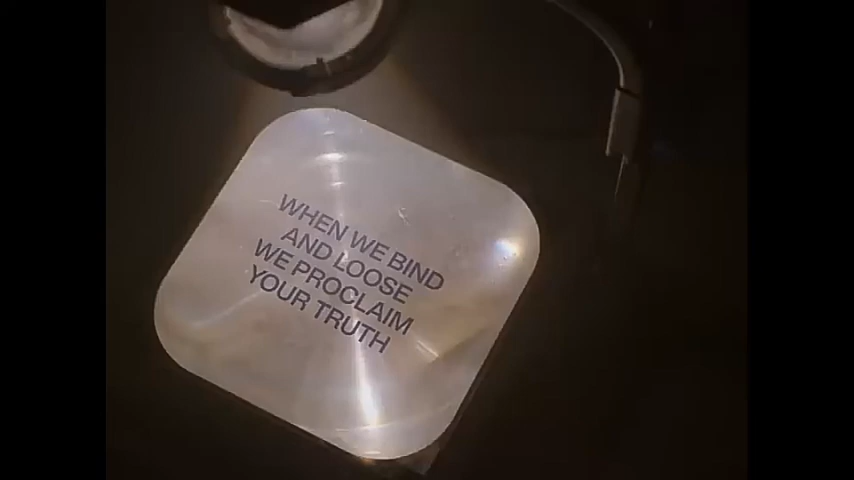 WHEN WE BIND
AND LOOSE
WE PROCLAIM
YOUR TRUTH